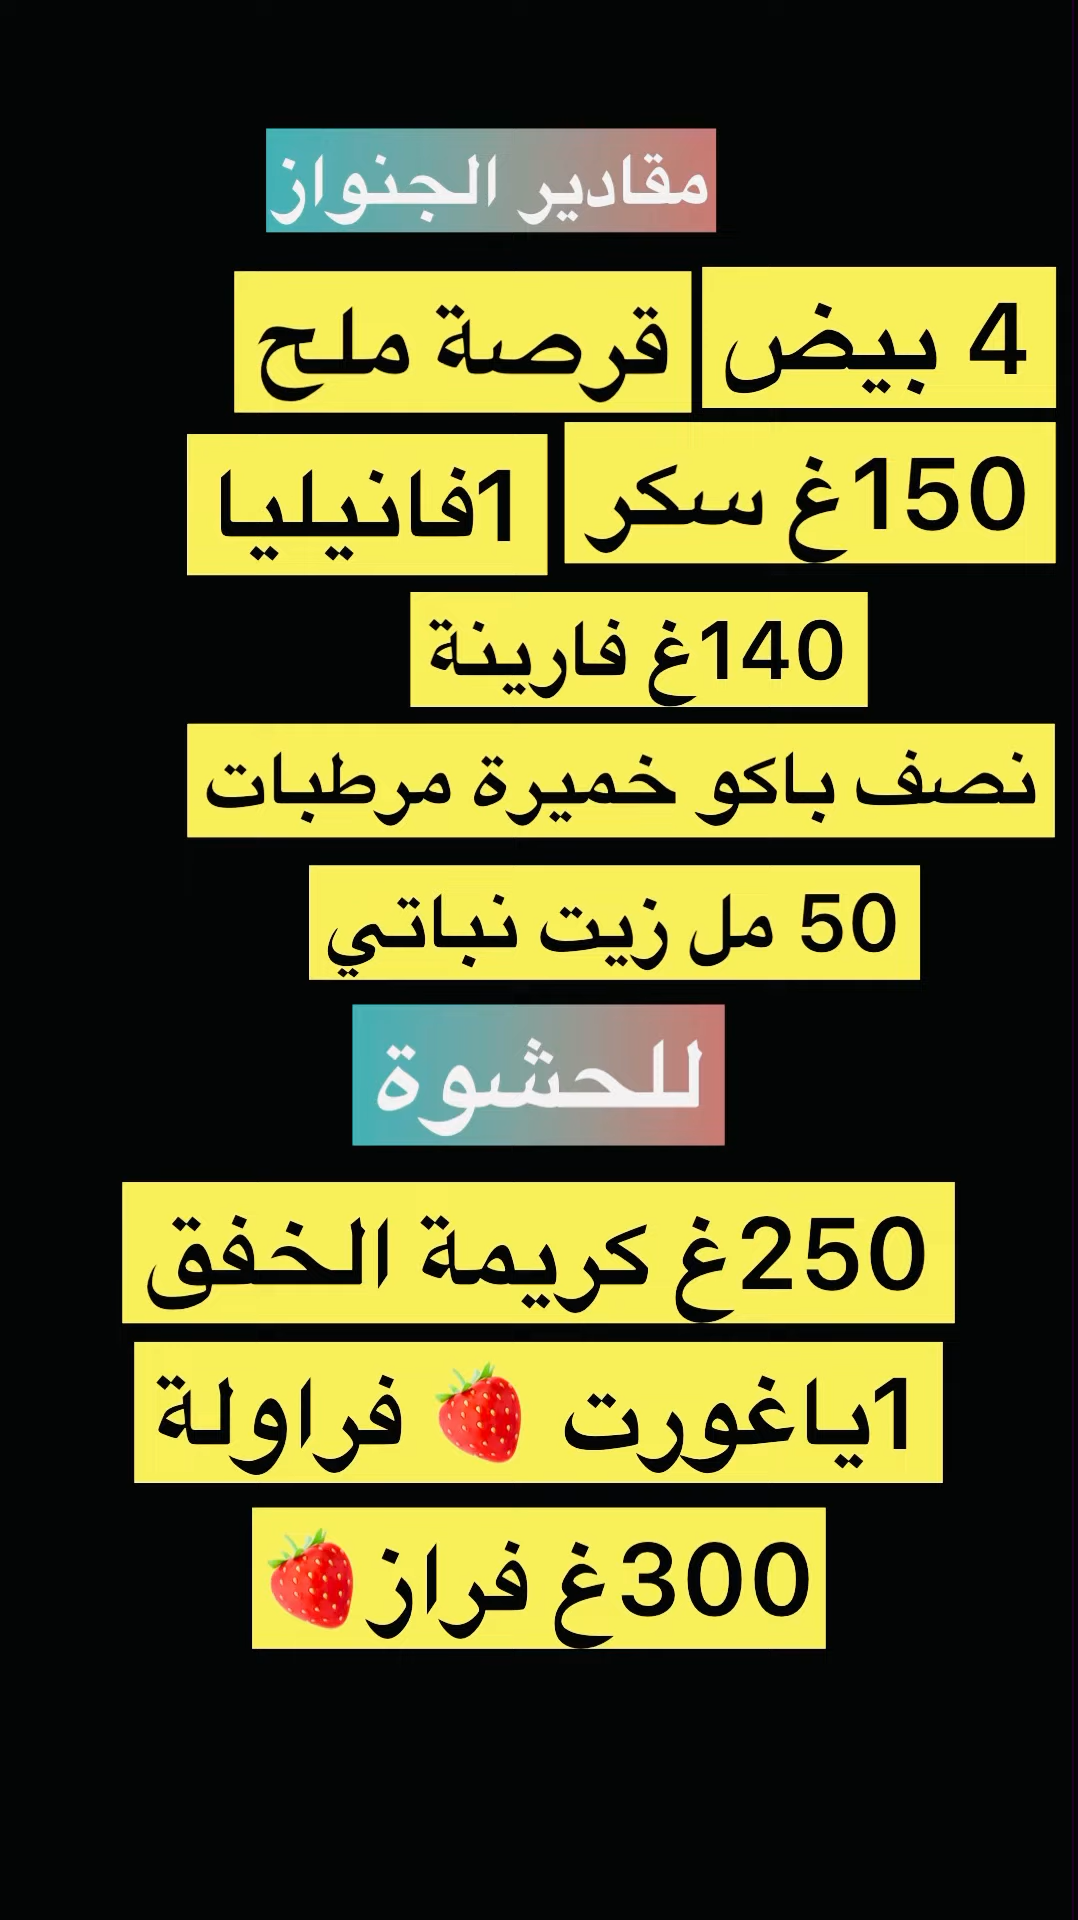 مقادير الجنواز
4 بيض قرصة ملح
150غ سكر 1فانيليا
140غ فارينة
نصف باكو خميرة مرطبات
50 مل زيت نباتي
للحشوة
250غ كريمة الخفق
1ياغورت 🍓 فراولة
300غ فراز🍓